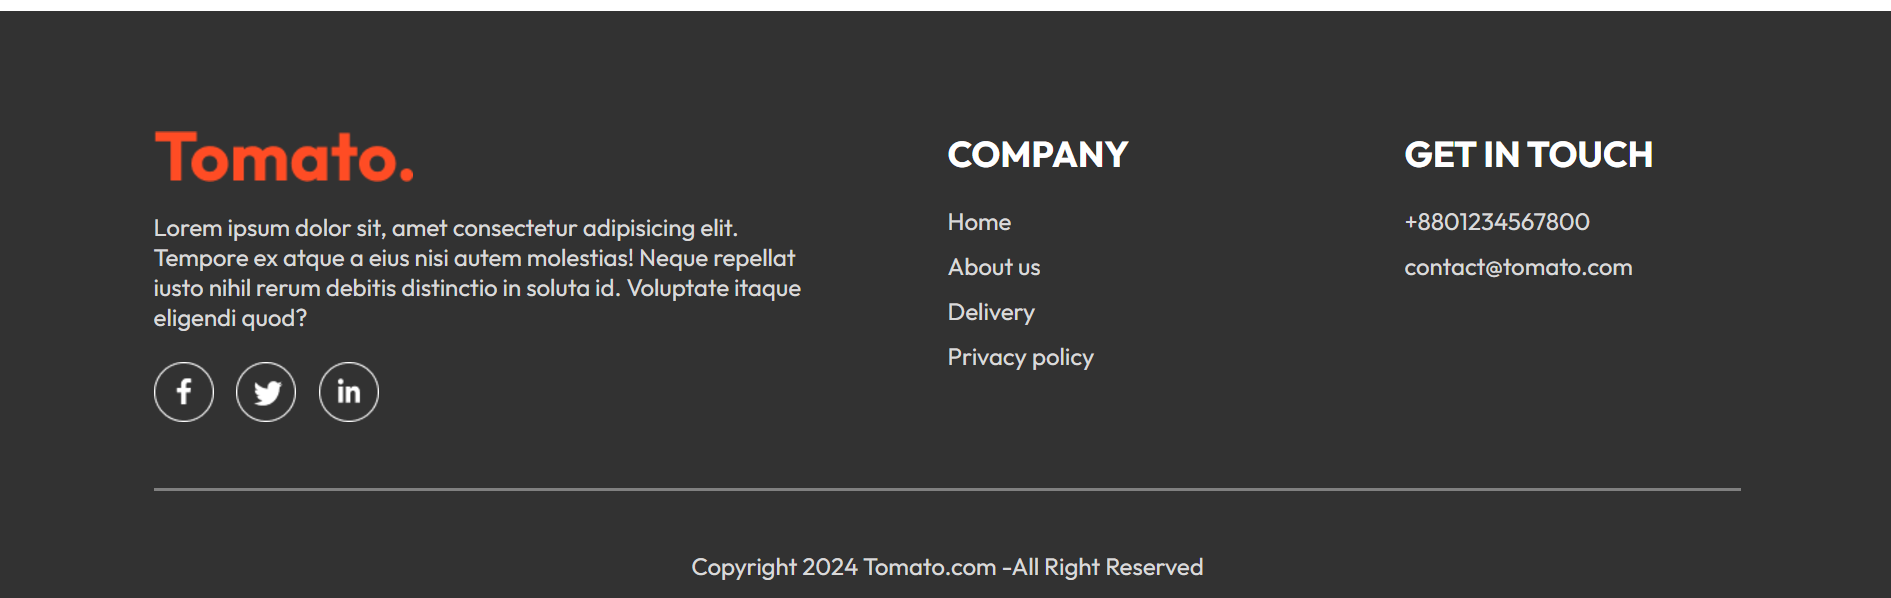 Tomato.
Lorem ipsum dolor sit, amet consectetur adipisicing elit.
Tempore ex atque a eius nisi autem molestias! Neque repellat
iusto nihil rerum debitis distinctio in soluta id. Voluptate itaque
eligendi quod?
f
in
COMPANY
Home
About us
Delivery
Privacy policy
GET IN TOUCH
+8801234567800
contact@tomato.com
Copyright 2024 Tomato.com -All Right Reserved